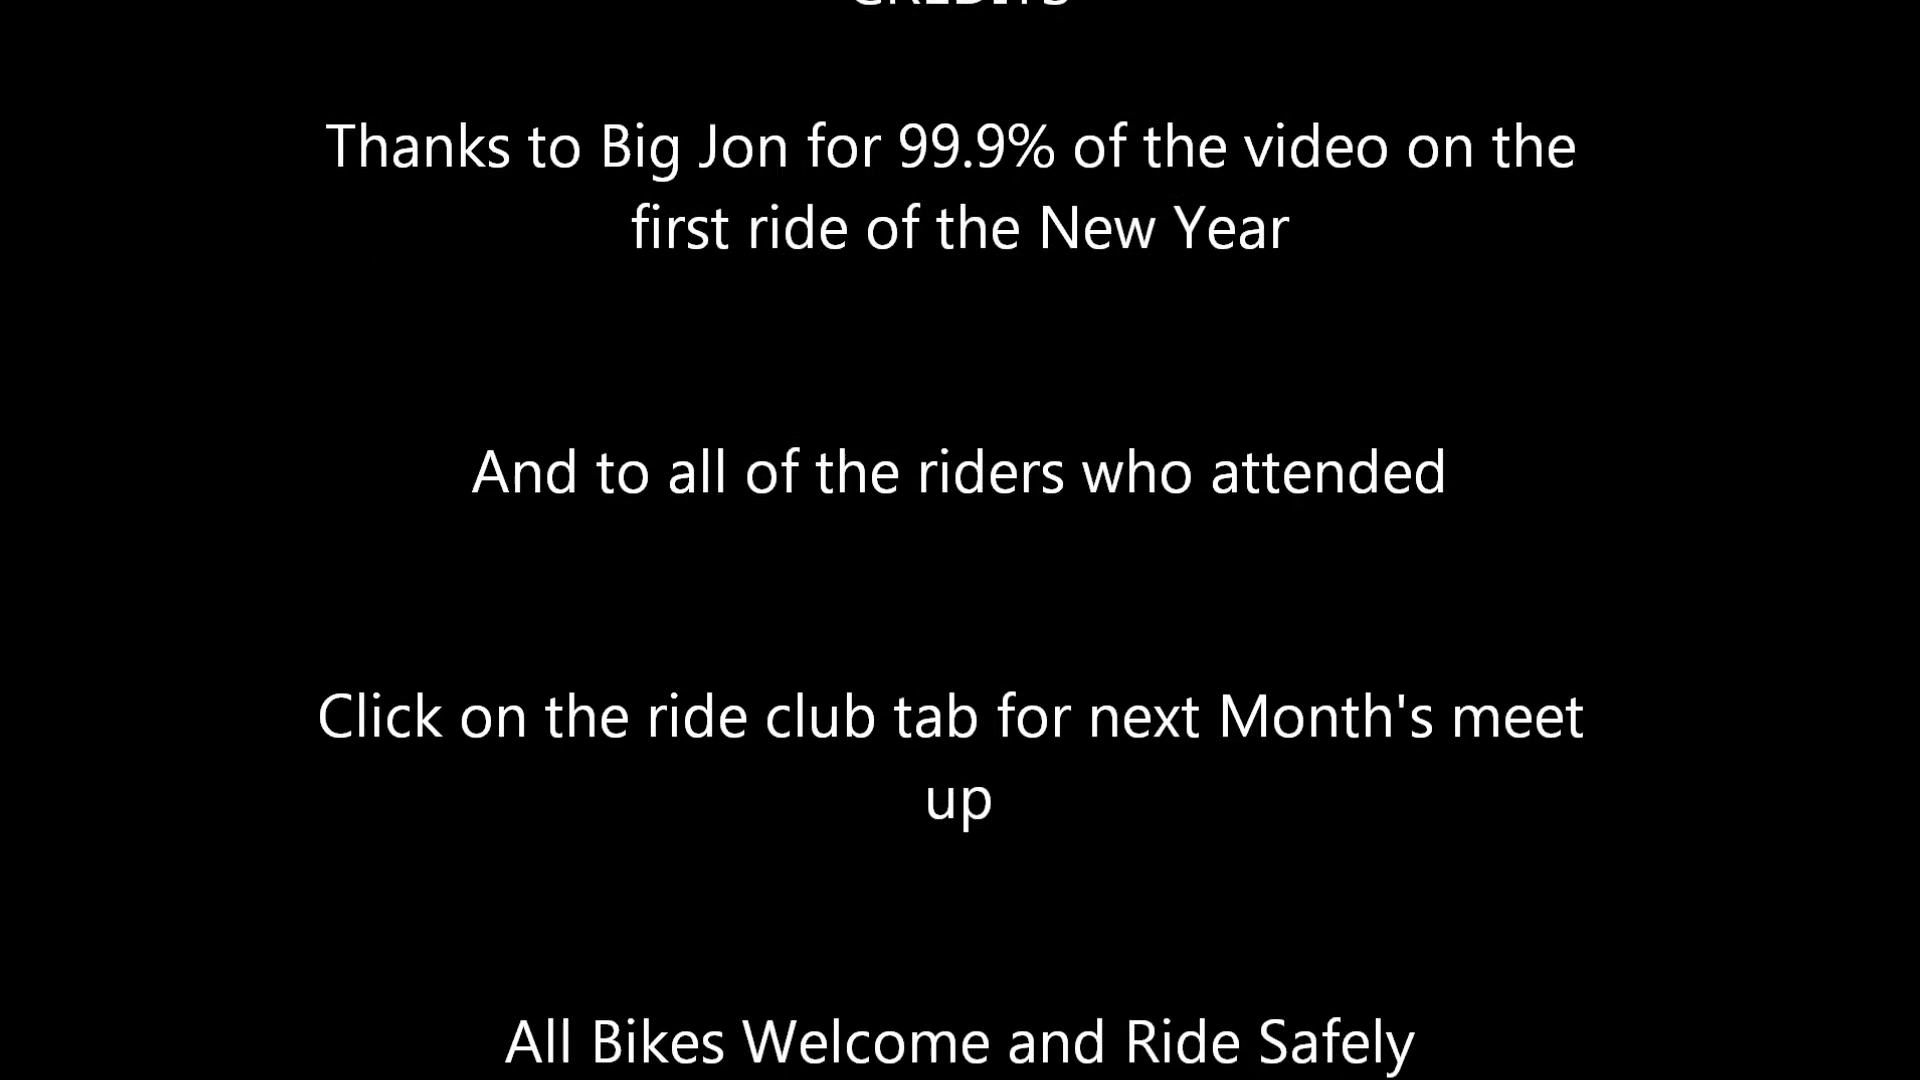 CREDITS
Thanks to Big Jon for 99.9% of the video on the
first ride of the New Year
And to all of the riders who attended
Click on the ride club tab for next Month's meet
up
All Bikes Welcome and Ride Safely